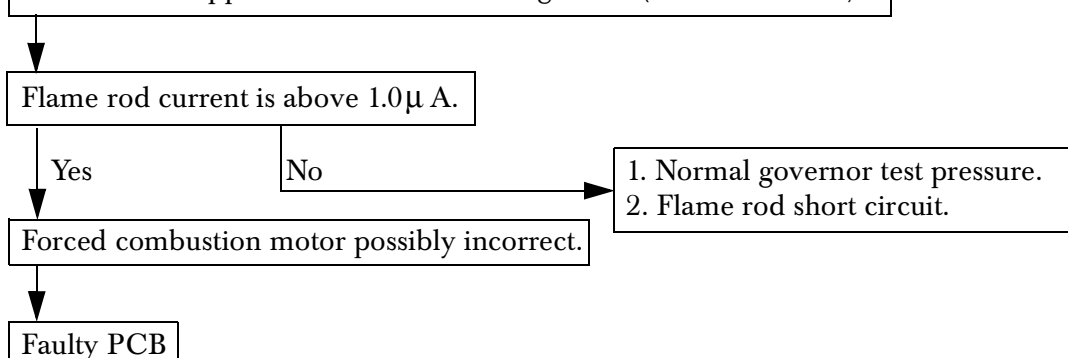 Flame rod current is above 1.0μ A.
Yes
No
1. Normal governor test pressure.
2. Flame rod short circuit.
Forced combustion motor possibly incorrect.
Faulty PCB